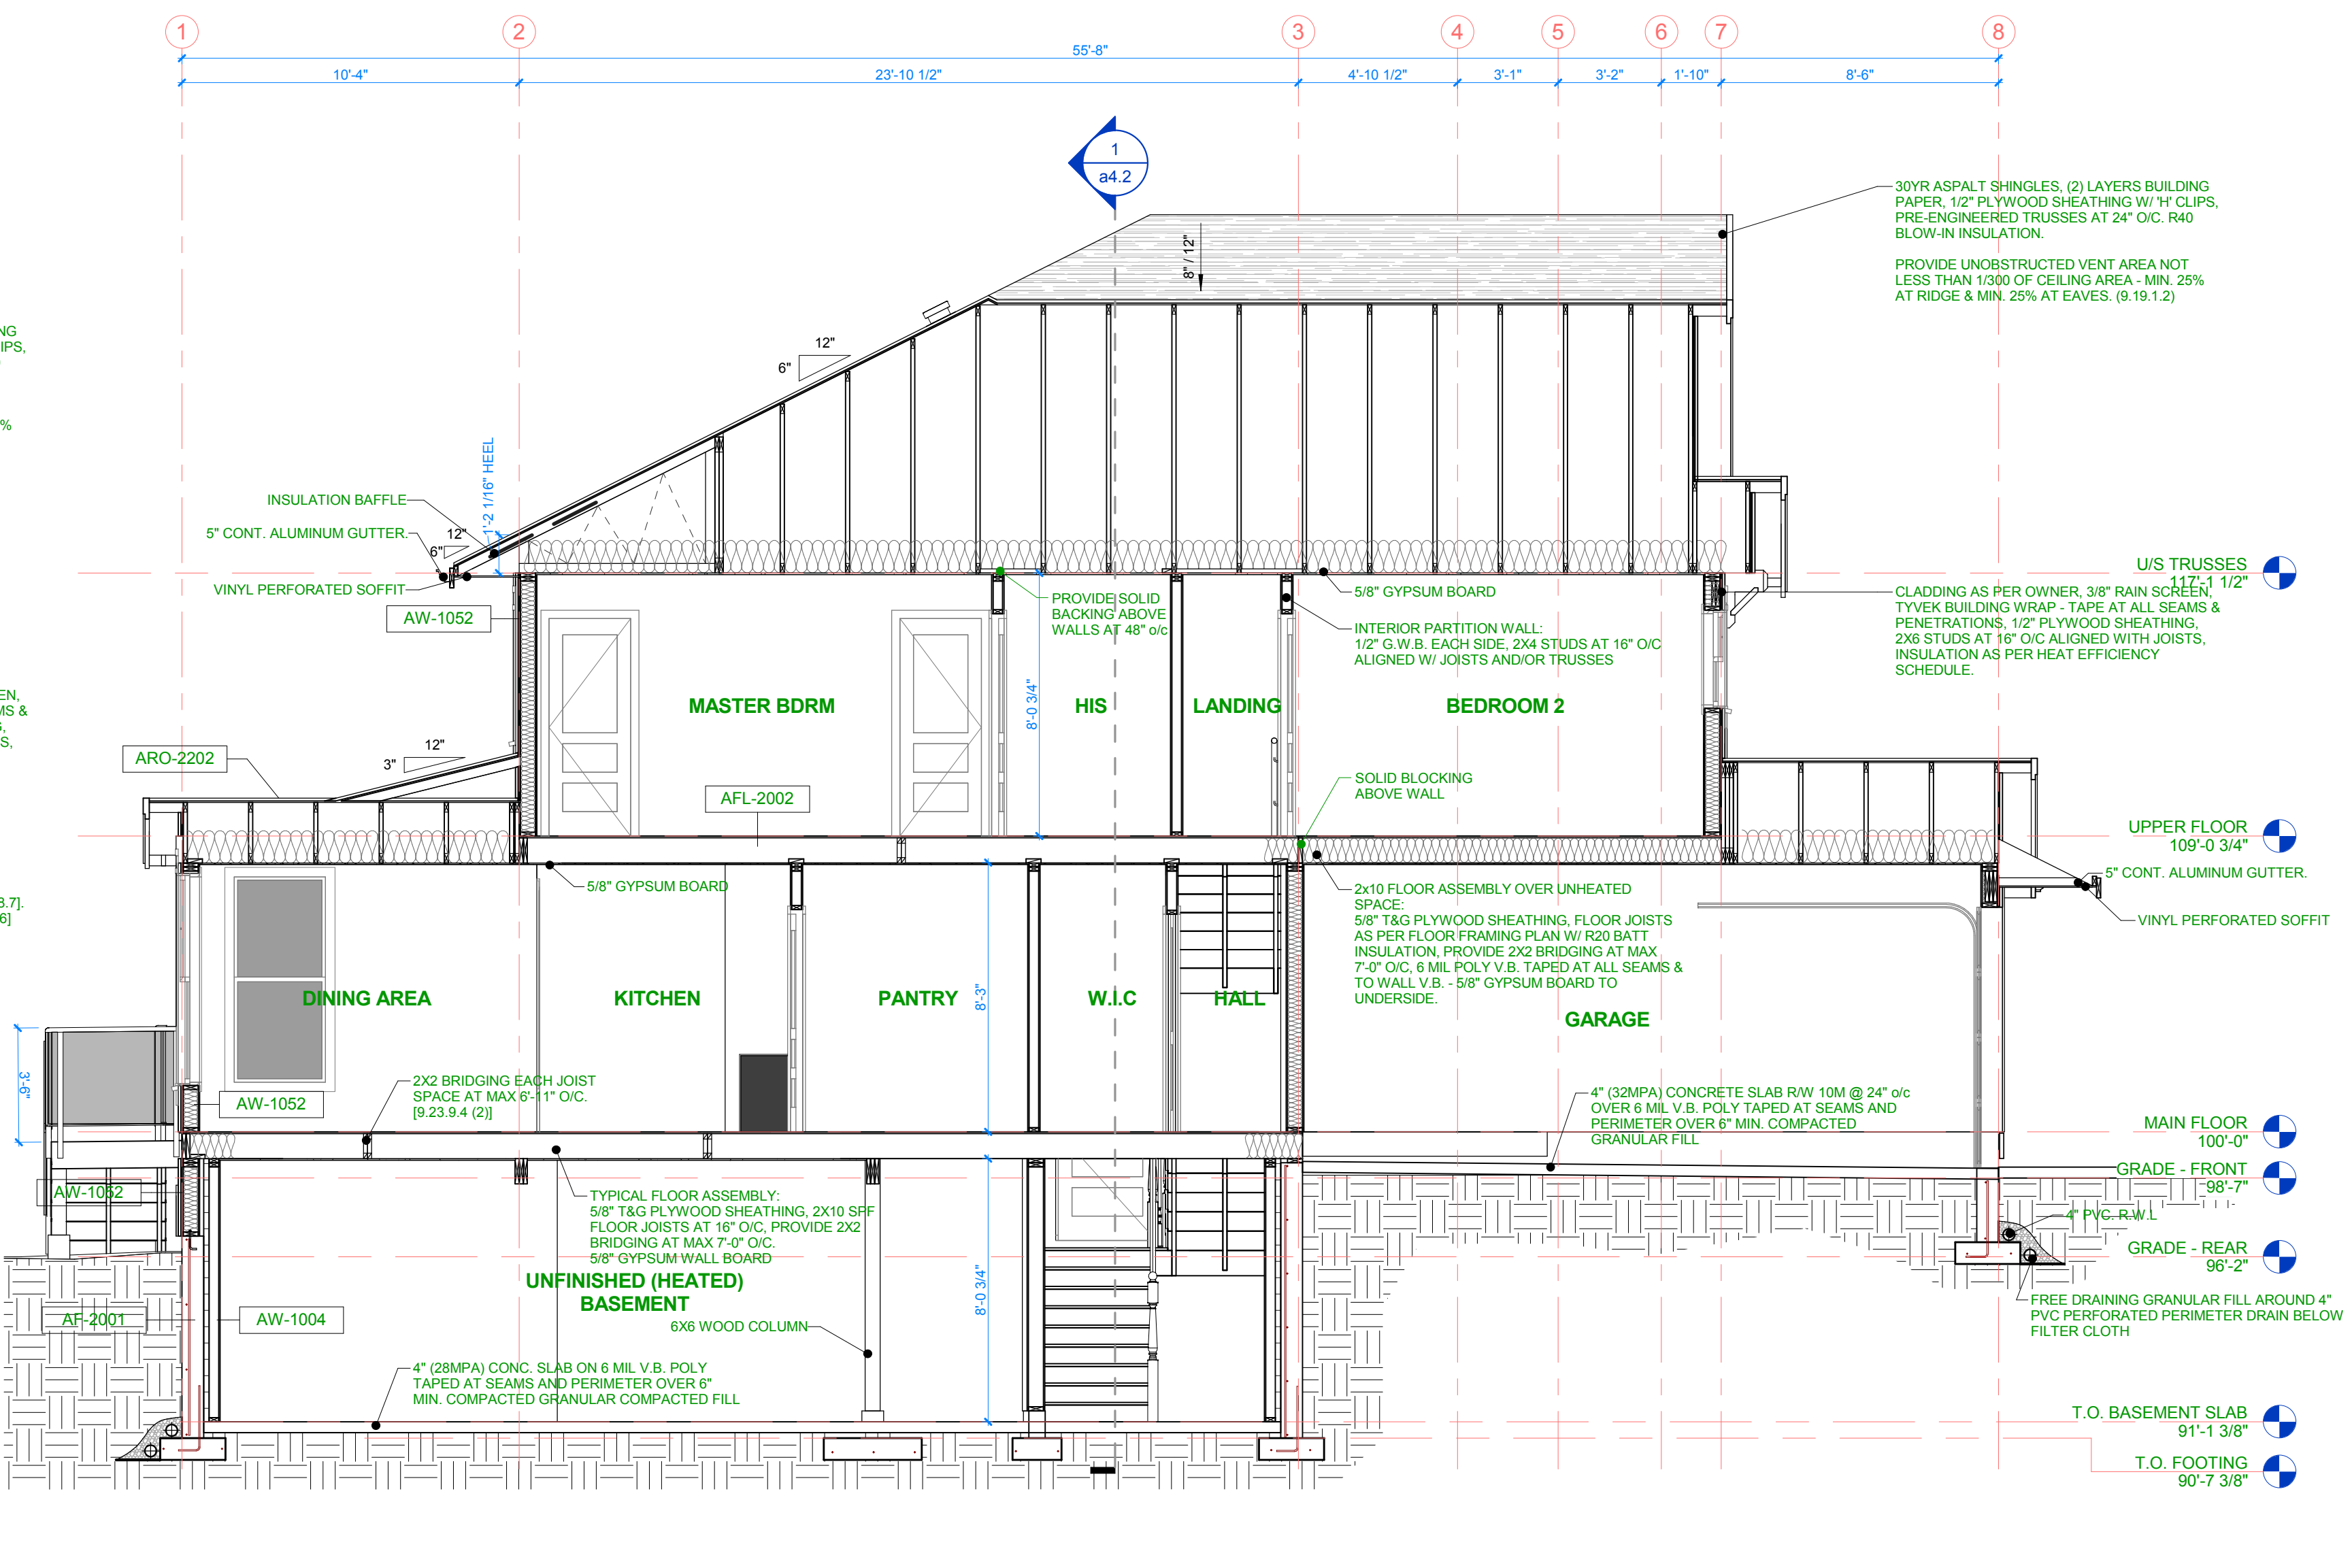 1
2
3
4
5
6
7
8
55'-8"
10'-4"
23'-10 1/2"
4'-10 1/2"
3'-1"
3'-2"
1'-10"
8'-6"
1
a4.2
30YR ASPALT SHINGLES, (2) LAYERS BUILDING
PAPER, 1/2" PLYWOOD SHEATHING W/ 'H' CLIPS,
PRE-ENGINEERED TRUSSES AT 24" O/C. R40
BLOW-IN INSULATION.
PROVIDE UNOBSTRUCTED VENT AREA NOT
LESS THAN 1/300 OF CEILING AREA - MIN. 25%
AT RIDGE & MIN. 25% AT EAVES. (9.19.1.2)
8" / 12"
NG
IPS,
%
12"
6"
1'-2 1/16" HEEL
INSULATION BAFFLE
5" CONT. ALUMINUM GUTTER.
12"
6"
VINYL PERFORATED SOFFIT
AW-1052
U/S TRUSSES
117'-1 1/2"
CLADDING AS PER OWNER, 3/8" RAIN SCREEN,
TYVEK BUILDING WRAP - TAPE AT ALL SEAMS &
PENETRATIONS, 1/2" PLYWOOD SHEATHING,
2X6 STUDS AT 16" O/C ALIGNED WITH JOISTS,
INSULATION AS PER HEAT EFFICIENCY
SCHEDULE.
PROVIDE SOLID
BACKING ABOVE
WALLS AT 48" o/c
5/8" GYPSUM BOARD
INTERIOR PARTITION WALL:
1/2" G.W.B. EACH SIDE, 2X4 STUDS AT 16" O/C
ALIGNED W/ JOISTS AND/OR TRUSSES
EN,
MS &
S,
MASTER BDRM
8'-0 3/4"
HIS
LANDING
BEDROOM 2
ARO-2202
12"
3"
AFL-2002
SOLID BLOCKING
ABOVE WALL
UPPER FLOOR
109'-0 3/4"
5" CONT. ALUMINUM GUTTER.
VINYL PERFORATED SOFFIT
5/8" GYPSUM BOARD
2x10 FLOOR ASSEMBLY OVER UNHEATED
SPACE:
5/8" T&G PLYWOOD SHEATHING, FLOOR JOISTS
AS PER FLOOR FRAMING PLAN W/ R20 BATT
INSULATION, PROVIDE 2X2 BRIDGING AT MAX
7'-0" O/C, 6 MIL POLY V.B. TAPED AT ALL SEAMS &
TO WALL V.B. - 5/8" GYPSUM BOARD TO
UNDERSIDE.
8.7].
6]
DINING AREA
KITCHEN
PANTRY
8'-3"
W.I.C
HALL
GARAGE
3'-6"
2X2 BRIDGING EACH JOIST
SPACE AT MAX 6'-11" O/C.
[9.23.9.4 (2)]
AW-1052
4" (32MPA) CONCRETE SLAB R/W 10M @ 24" o/c
OVER 6 MIL V.B. POLY TAPED AT SEAMS AND
PERIMETER OVER 6" MIN. COMPACTED
GRANULAR FILL
MAIN FLOOR
100'-0"
GRADE - FRONT
98'-7"
AW-1052
TYPICAL FLOOR ASSEMBLY:
5/8" T&G PLYWOOD SHEATHING, 2X10 SPF
FLOOR JOISTS AT 16" O/C, PROVIDE 2X2
BRIDGING AT MAX 7'-0" O/C.
5/8" GYPSUM WALL BOARD
4" PVC. R.W.L
GRADE - REAR
96'-2"
UNFINISHED (HEATED)
BASEMENT
8'-0 3/4"
FREE DRAINING GRANULAR FILL AROUND 4"
PVC PERFORATED PERIMETER DRAIN BELOW
FILTER CLOTH
AF-2001
AW-1004
6X6 WOOD COLUMN
4" (28MPA) CONC. SLAB ON 6 MIL V.B. POLY
TAPED AT SEAMS AND PERIMETER OVER 6"
MIN. COMPACTED GRANULAR COMPACTED FILL
T.O. BASEMENT SLAB
91'-1 3/8"
T.O. FOOTING
90'-7 3/8"